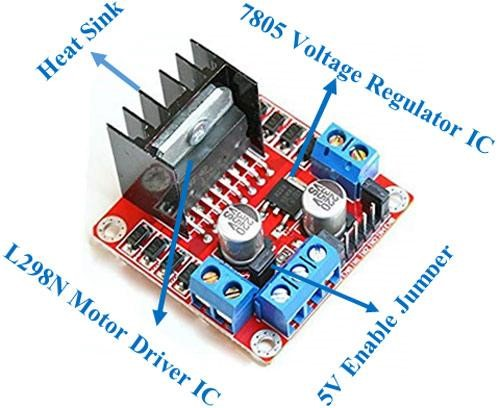 7805 Voltage Regulator IC
Heat Sink
L298N Motor Driver IC
5V Enable Jumper